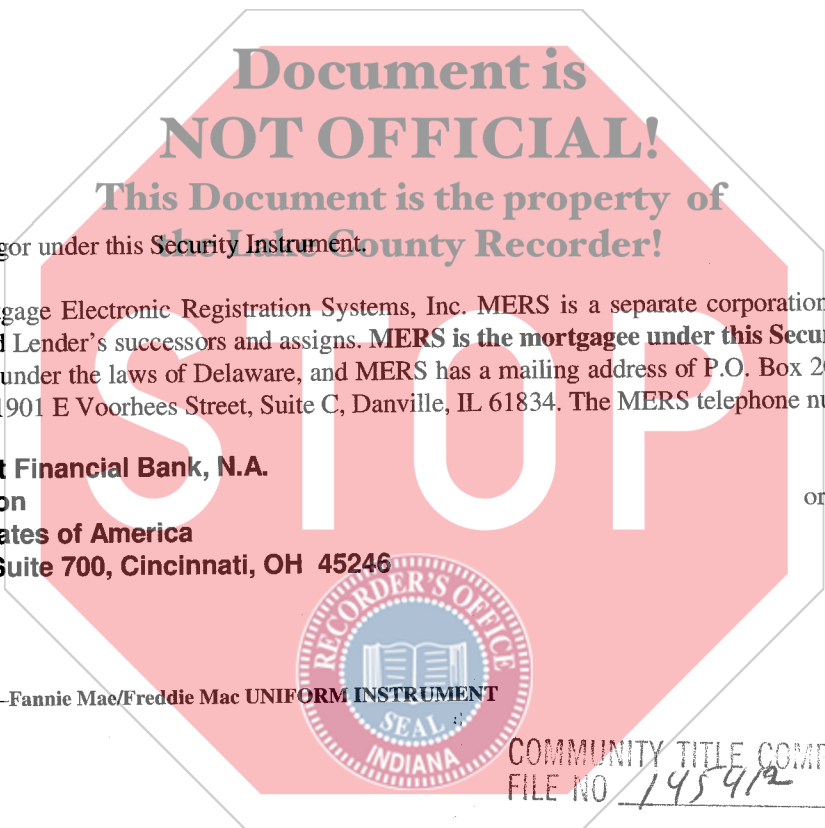 Document is
NOT OFFICIAL!
This Document is the property of
the Lake County Recorder!
gor under this Security Instrument.
gage Electronic Registration Systems, Inc. MERS is a separate corporation
Lender's successors and assigns. MERS is the mortgagee under this Secu
under the laws of Delaware, and MERS has a mailing address of P.O. Box 2
1901 E Voorhees Street, Suite C, Danville, IL 61834. The MERS telephone nu
t Financial Bank, N.A.
on
or
ates of America
Suite 700, Cincinnati, OH 45246
STOP
RECORDER'S OFFICE
SEAL
INDIANA
–Fannie Mae/Freddie Mac UNIFORM INSTRUMENT
COMMUNITY TITLE COMP
FILE NO